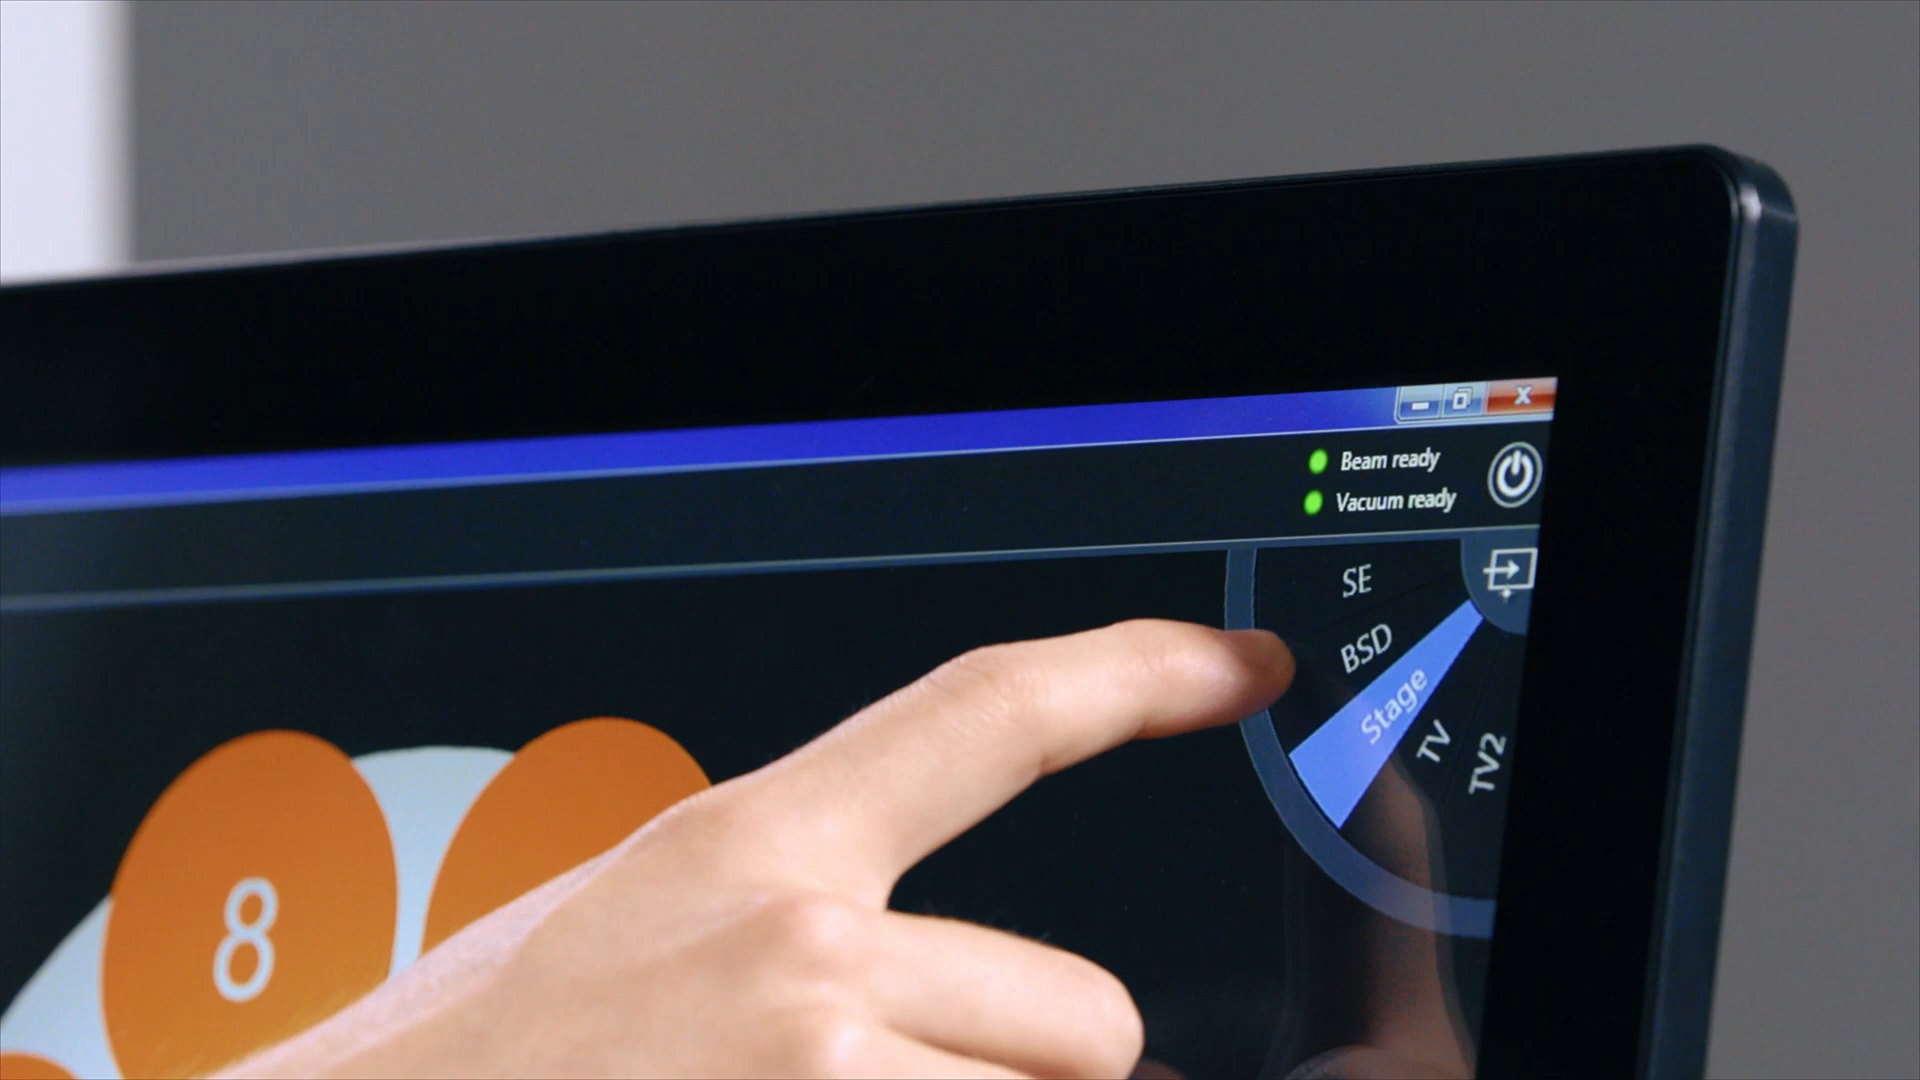 Beam ready
Vacuum ready
SE
BSD
Stage
TV
TV2
8